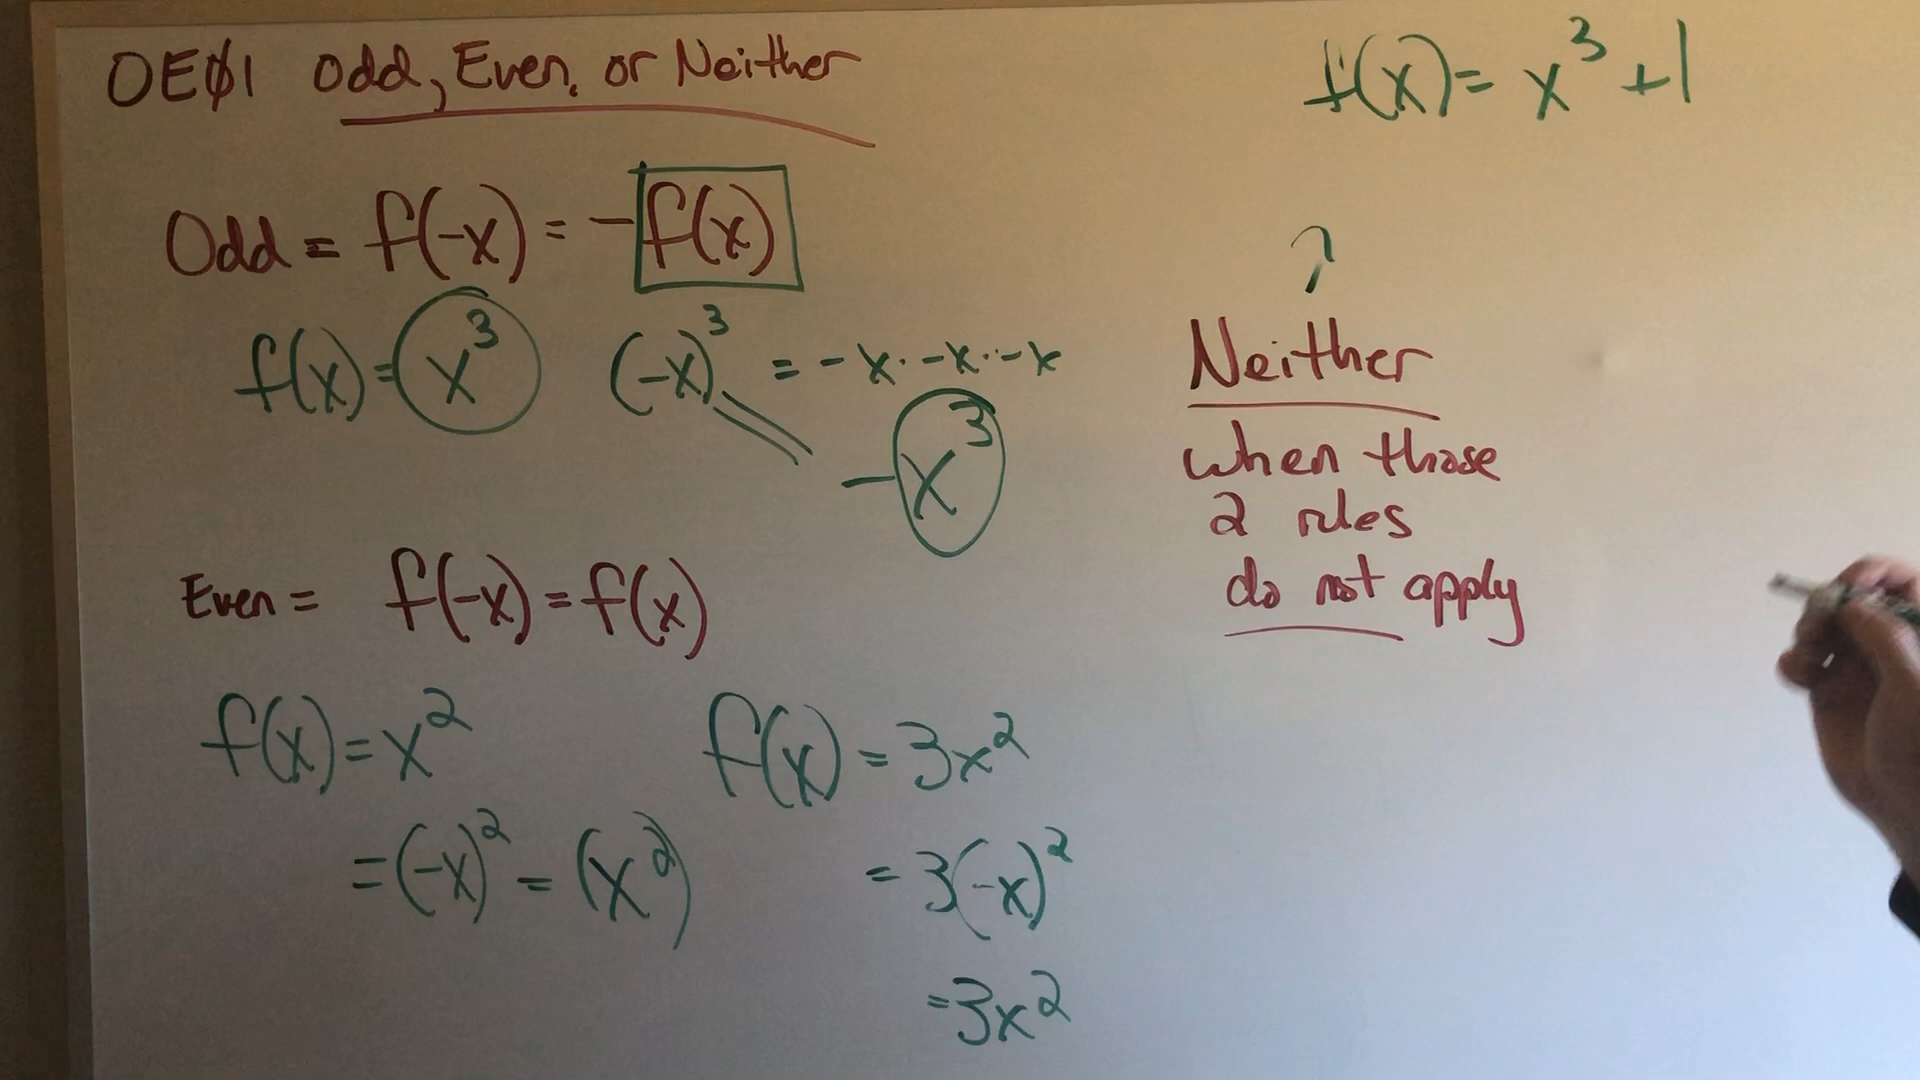 OEØ1 Odd, Even, or Neither
f(x) = x³ + 1
Odd = f(-x) = -f(x)
f(x) = x³ (-x)³ = -x · -x · -x
-x³
?
Neither
when those
2 rules
do not apply
Even = f(-x) = f(x)
f(x) = x²
= (-x)² = (x²)
f(x) = 3x²
= 3(-x)²
= 3x²